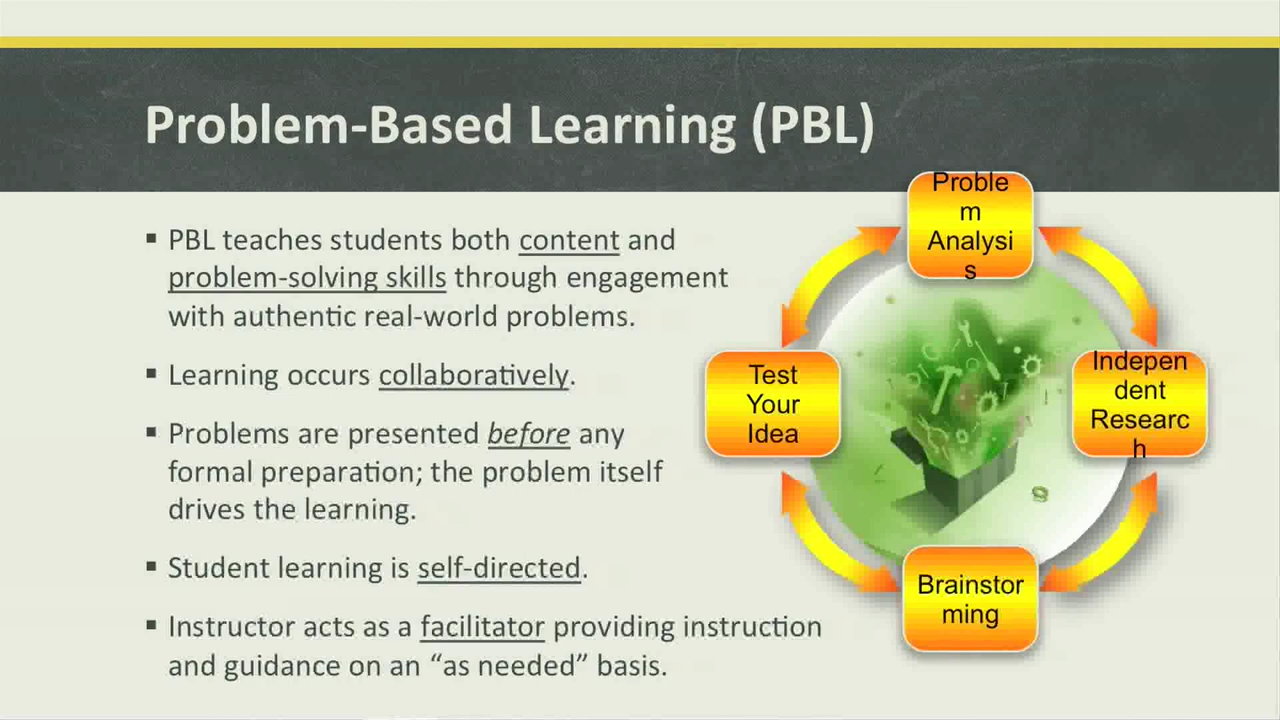 Problem-Based Learning (PBL)
▪ PBL teaches students both content and
problem-solving skills through engagement
with authentic real-world problems.
▪ Learning occurs collaboratively.
▪ Problems are presented before any
formal preparation; the problem itself
drives the learning.
▪ Student learning is self-directed.
▪ Instructor acts as a facilitator providing instruction
and guidance on an “as needed” basis.
Proble
m
Analysi
s
Indepen
dent
Researc
h
Brainstor
ming
Test
Your
Idea